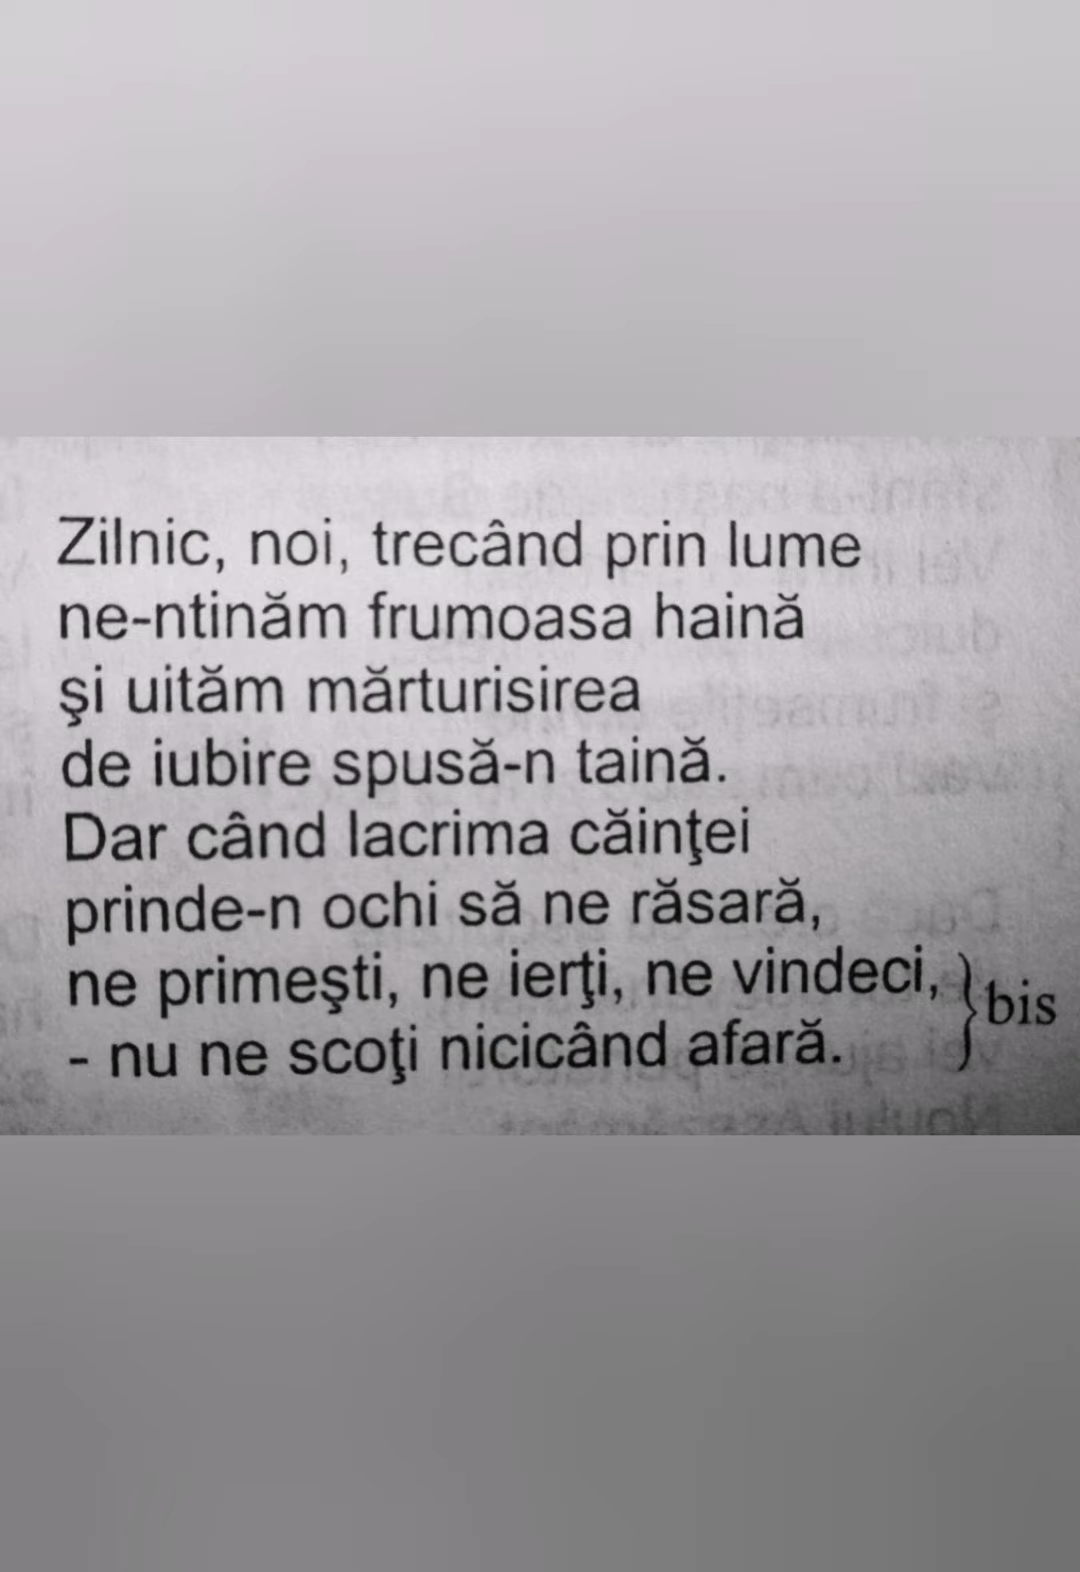 Zilnic, noi, trecând prin lume
ne-ntinăm frumoasa haină
şi uităm mărturisirea
de iubire spusă-n taină.
Dar când lacrima căinţei
prinde-n ochi să ne răsară,
ne primeşti, ne ierţi, ne vindeci,
- nu ne scoţi nicicând afară.
bis